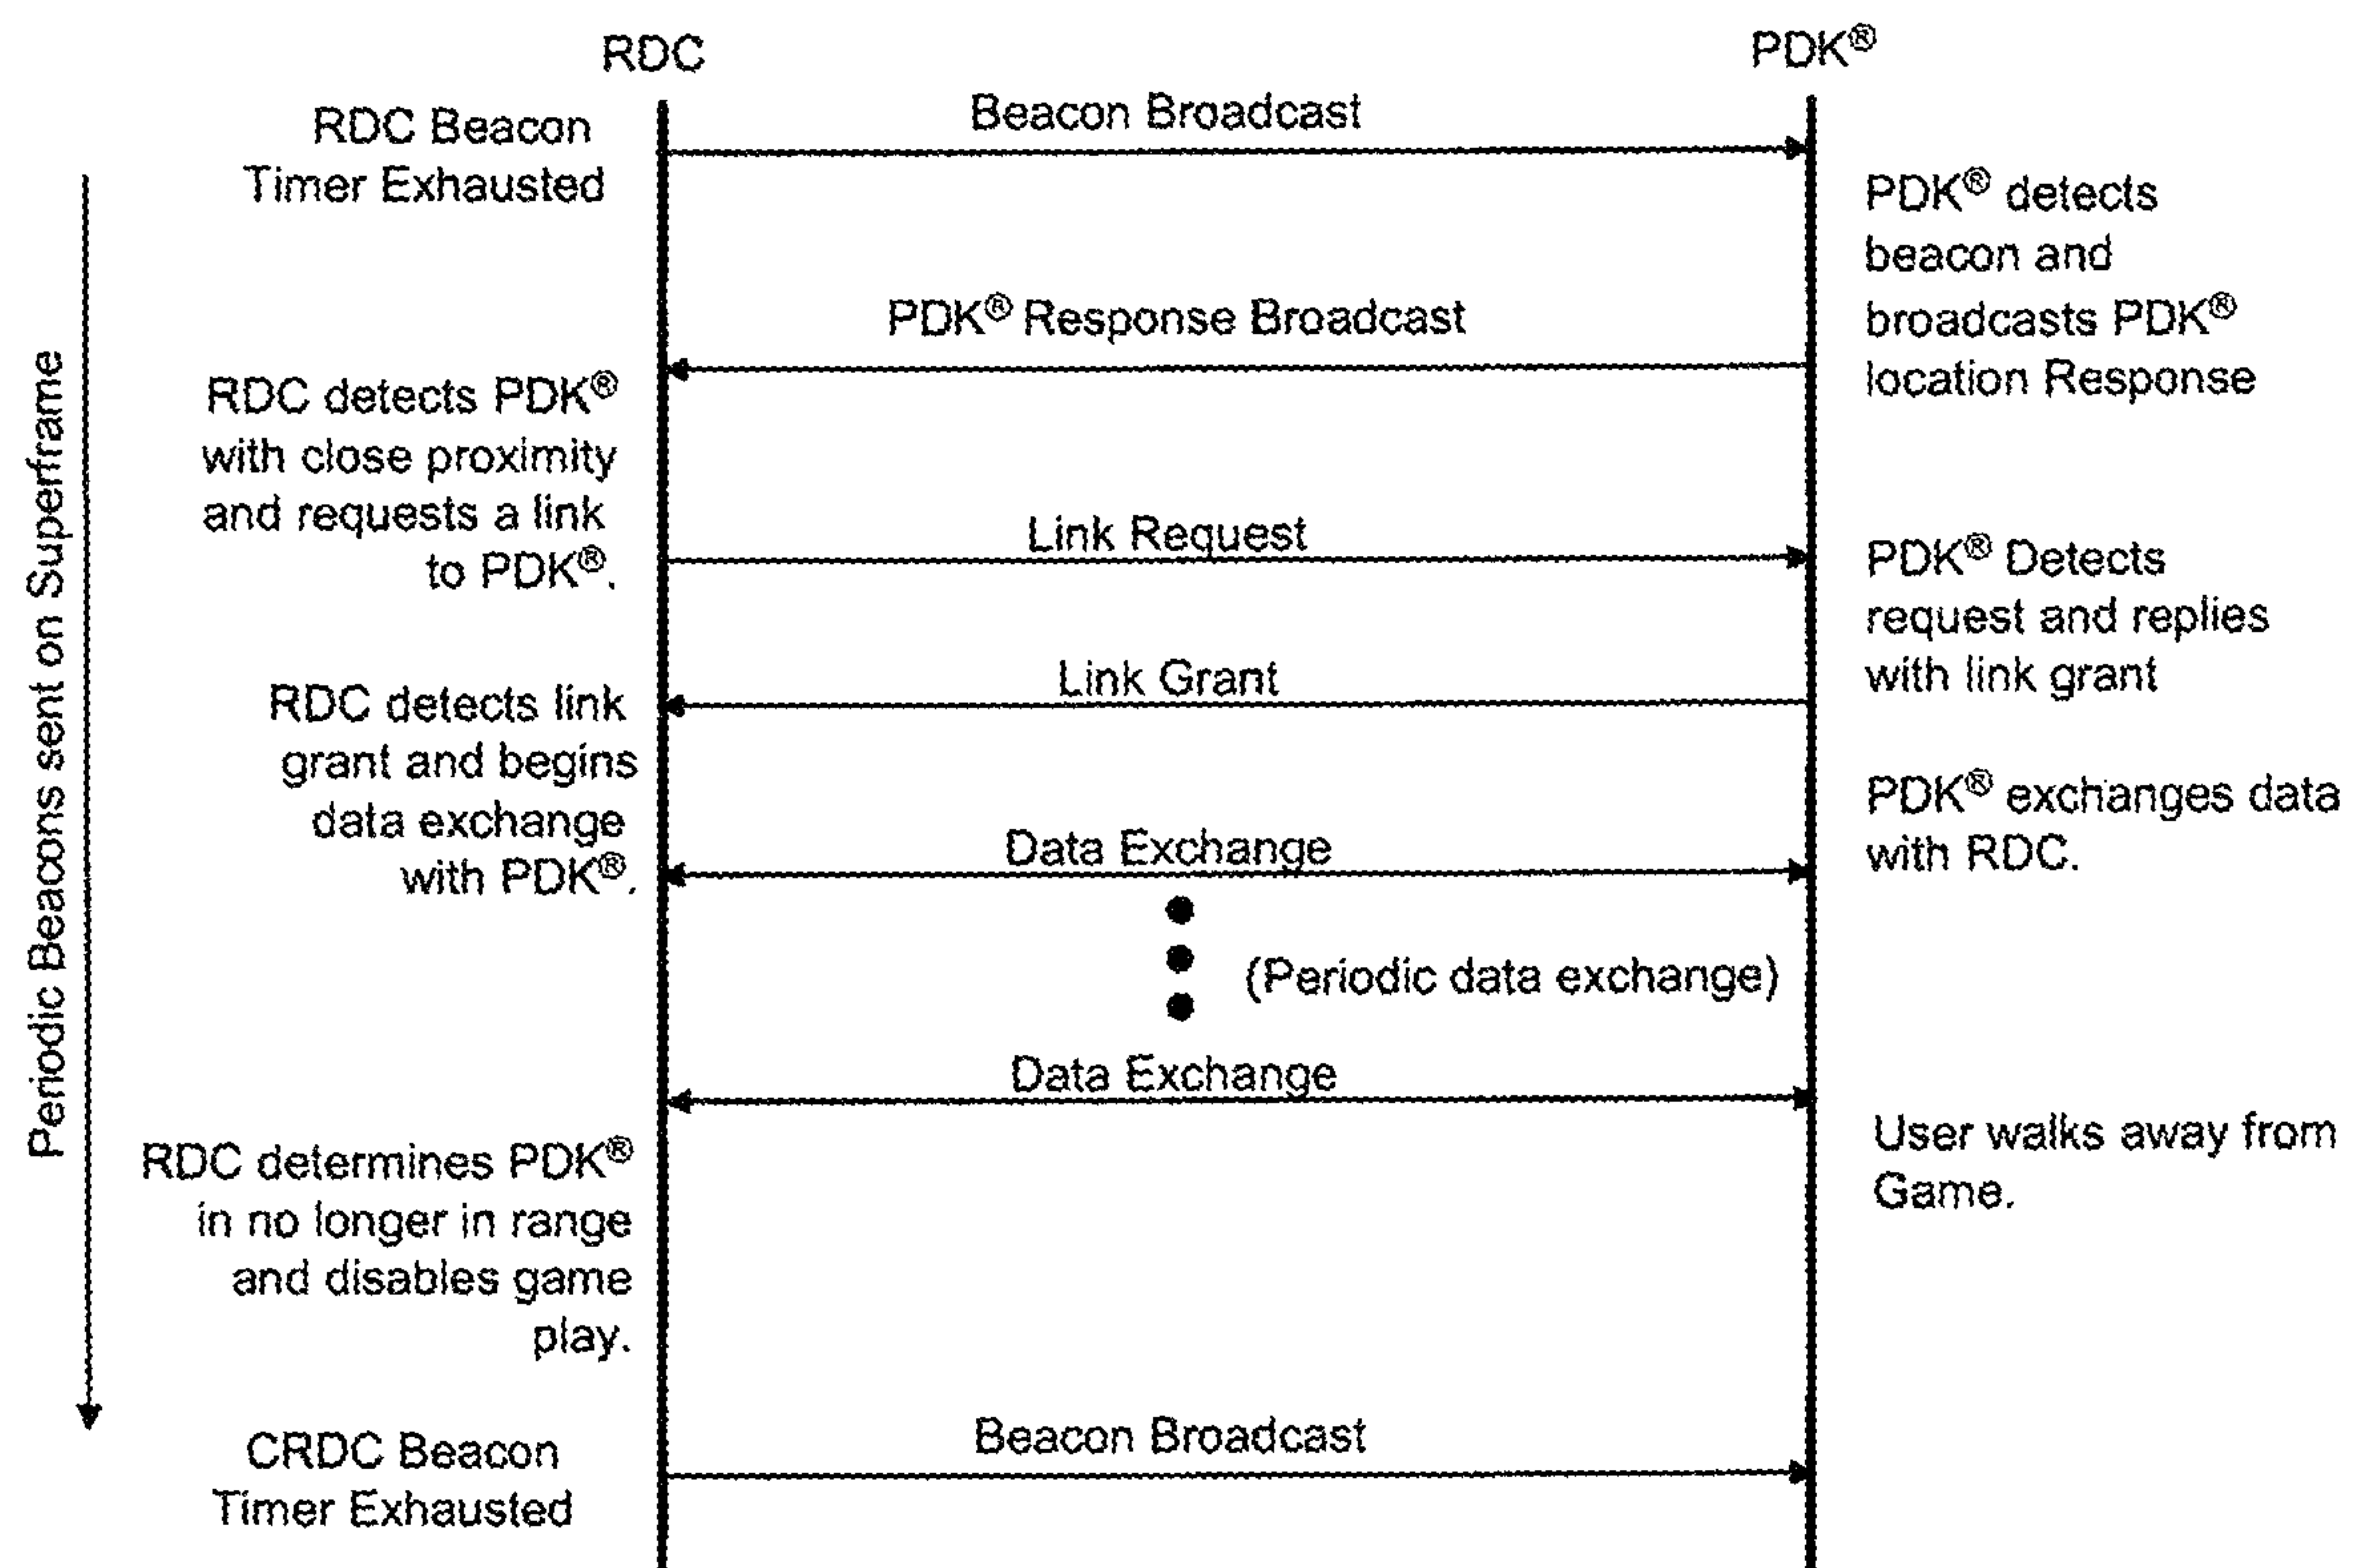 RDC
PDK®
RDC Beacon
Timer Exhausted
Beacon Broadcast
PDK® detects
beacon and
broadcasts PDK®
location Response
PDK® Response Broadcast
RDC detects PDK®
with close proximity
and requests a link
to PDK®.
Link Request
PDK® Detects
request and replies
with link grant
Link Grant
RDC detects link
grant and begins
data exchange
with PDK®.
PDK® exchanges data
with RDC.
Data Exchange
(Periodic data exchange)
Data Exchange
User walks away from
Game.
RDC determines PDK®
in no longer in range
and disables game
play.
CRDC Beacon
Timer Exhausted
Beacon Broadcast
Periodic Beacons sent on Superframe